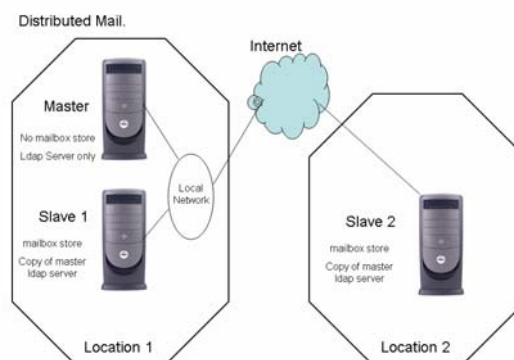 Distributed Mail.
Internet
Master
No mailbox store
Ldap Server only
Local
Network
Slave 1
mailbox store
Copy of master
ldap server
Location 1
Slave 2
mailbox store
Copy of master
ldap server
Location 2